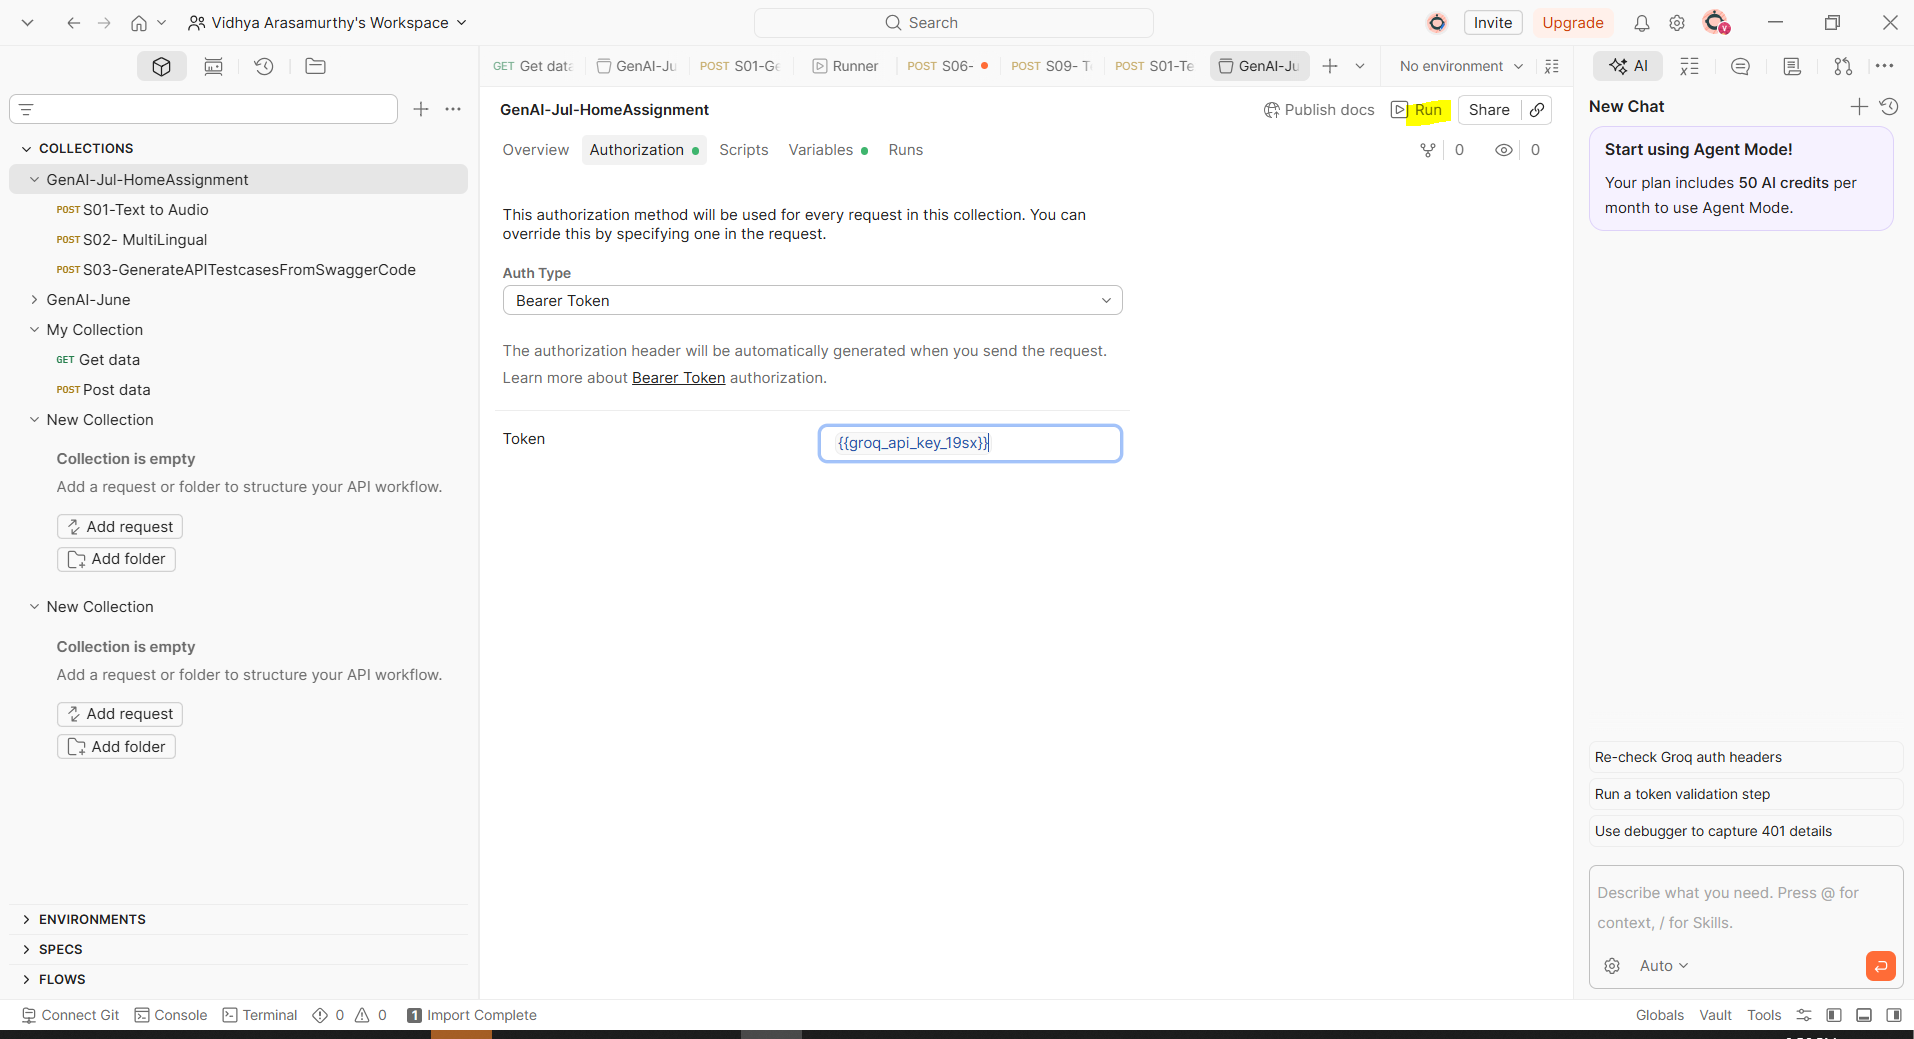 Vidhya Arasamurthy's Workspace
Search
Invite
Upgrade
GET Get data
GenAI-Ju
POST S01-Ge
Runner
POST S06-
POST S09- T
POST S01-Te
GenAI-Ju
No environment
AI
COLLECTIONS
GenAI-Jul-HomeAssignment
POST S01-Text to Audio
POST S02- MultiLingual
POST S03-GenerateAPITestcasesFromSwaggerCode
GenAI-June
My Collection
GET Get data
POST Post data
New Collection
Collection is empty
Add a request or folder to structure your API workflow.
Add request
Add folder
New Collection
Collection is empty
Add a request or folder to structure your API workflow.
Add request
Add folder
ENVIRONMENTS
SPECS
FLOWS
GenAI-Jul-HomeAssignment
Publish docs
Run
Share
Overview
Authorization
Scripts
Variables
Runs
0
0
This authorization method will be used for every request in this collection. You can
override this by specifying one in the request.
Auth Type
Bearer Token
The authorization header will be automatically generated when you send the request.
Learn more about Bearer Token authorization.
Token
{{groq_api_key_19sx}}
New Chat
Start using Agent Mode!
Your plan includes 50 AI credits per
month to use Agent Mode.
Re-check Groq auth headers
Run a token validation step
Use debugger to capture 401 details
Describe what you need. Press @ for
context, / for Skills.
Auto
Connect Git
Console
Terminal
0
0
1 Import Complete
Globals
Vault
Tools